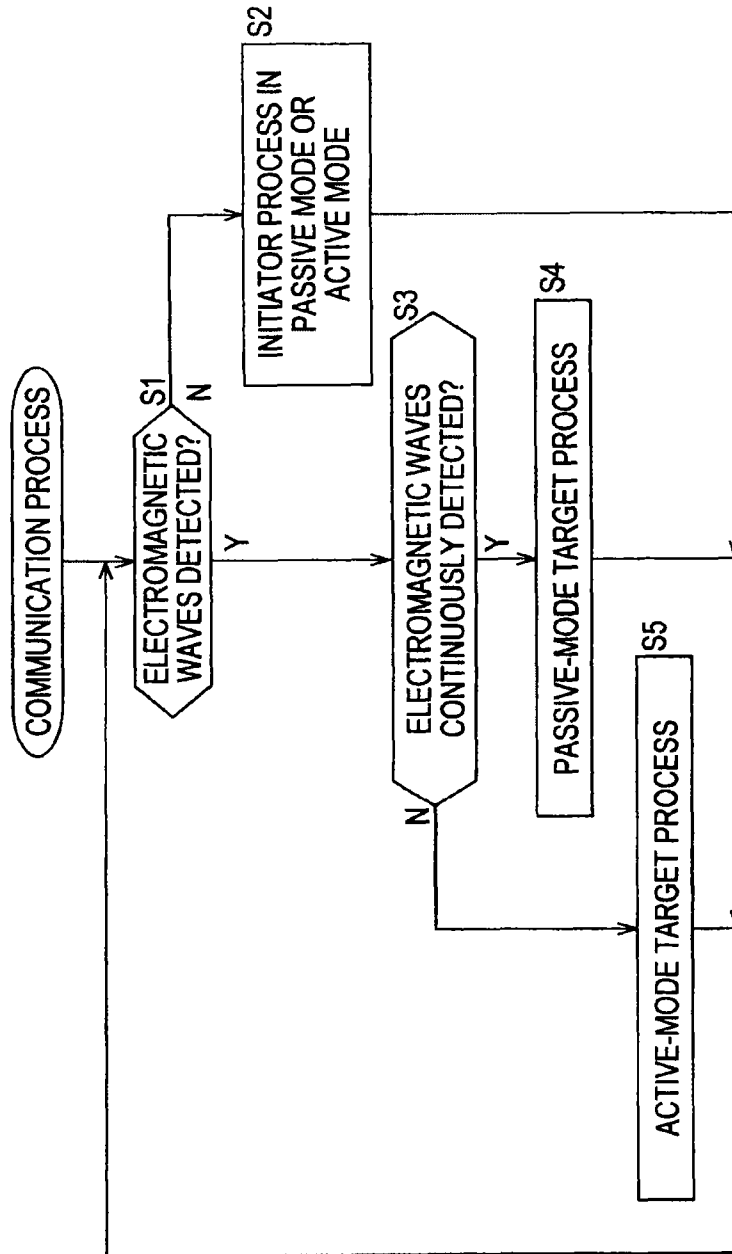 COMMUNICATION PROCESS
S1
ELECTROMAGNETIC
WAVES DETECTED?
N
Y
S2
INITIATOR PROCESS IN
PASSIVE MODE OR
ACTIVE MODE
S3
ELECTROMAGNETIC WAVES
CONTINUOUSLY DETECTED?
N
Y
S4
PASSIVE-MODE TARGET PROCESS
S5
ACTIVE-MODE TARGET PROCESS